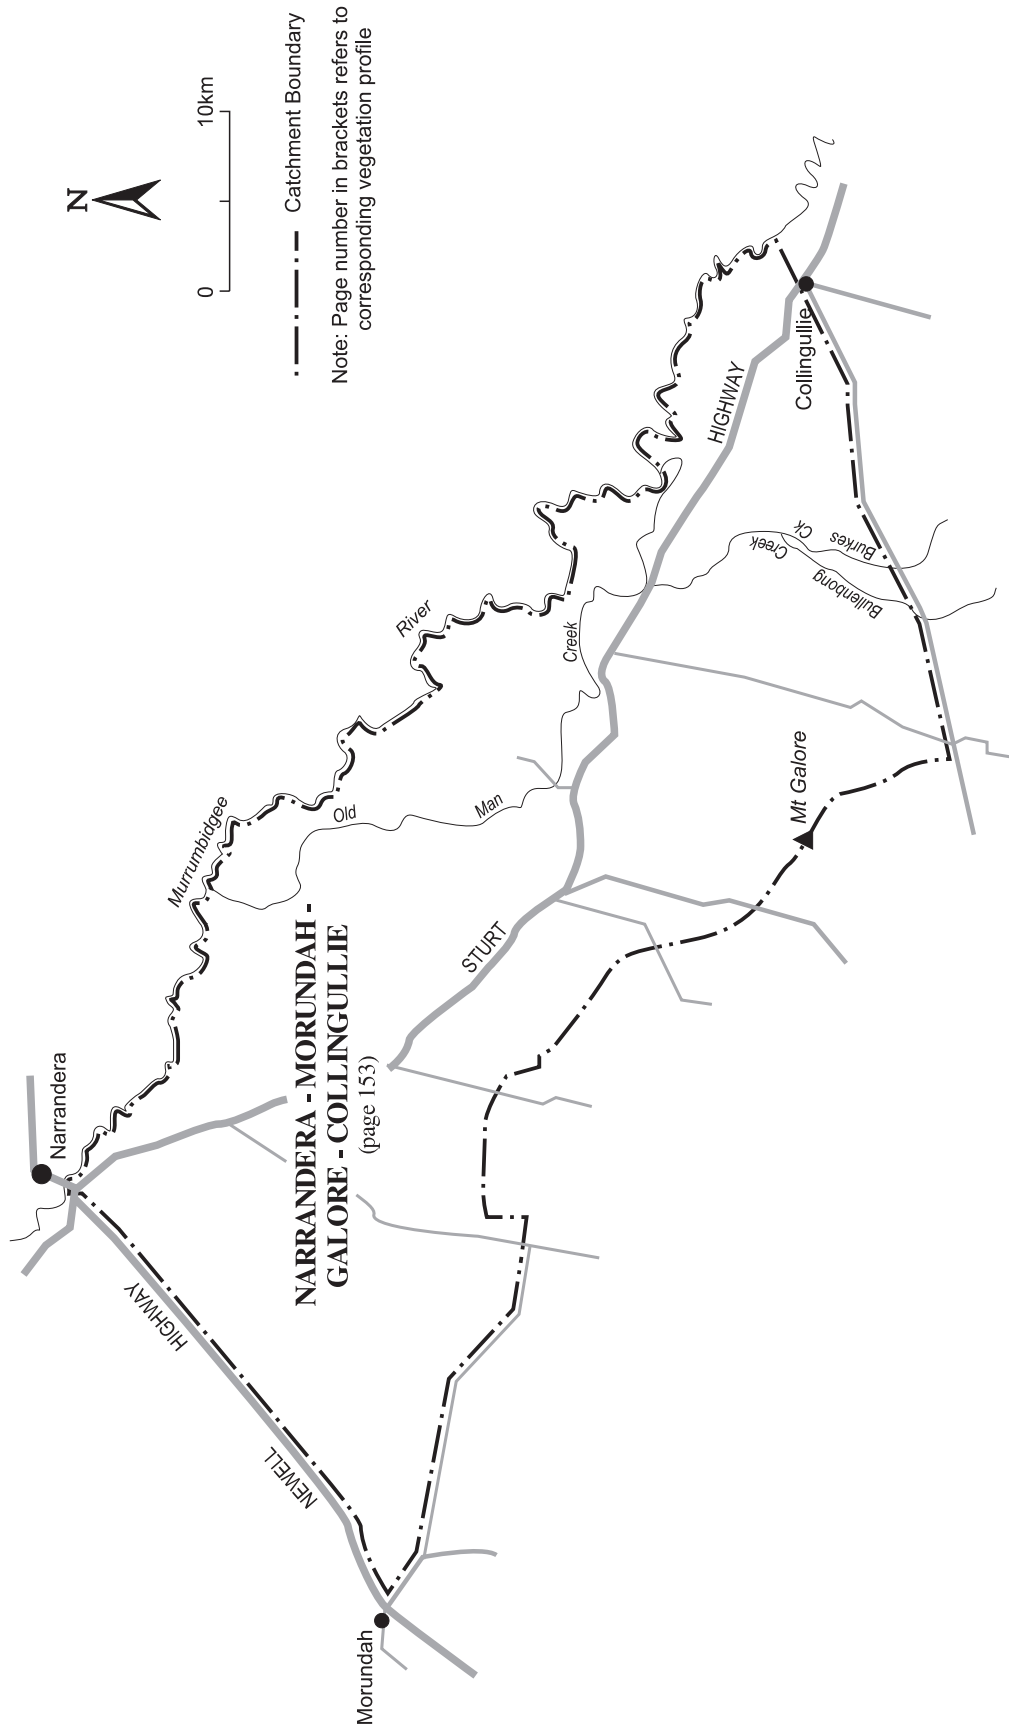 N
0 10km
Catchment Boundary
Note: Page number in brackets refers to
corresponding vegetation profile
Narrandera
Murrumbidgee
River
HIGHWAY
NEWELL
NARRANDERA - MORUNDAH -
GALORE - COLLINGULLIE
(page 153)
Old
Man
Creek
STURT
HIGHWAY
Morundah
Mt Galore
Collingullie
Bullenbong
Creek
Burkes
Ck